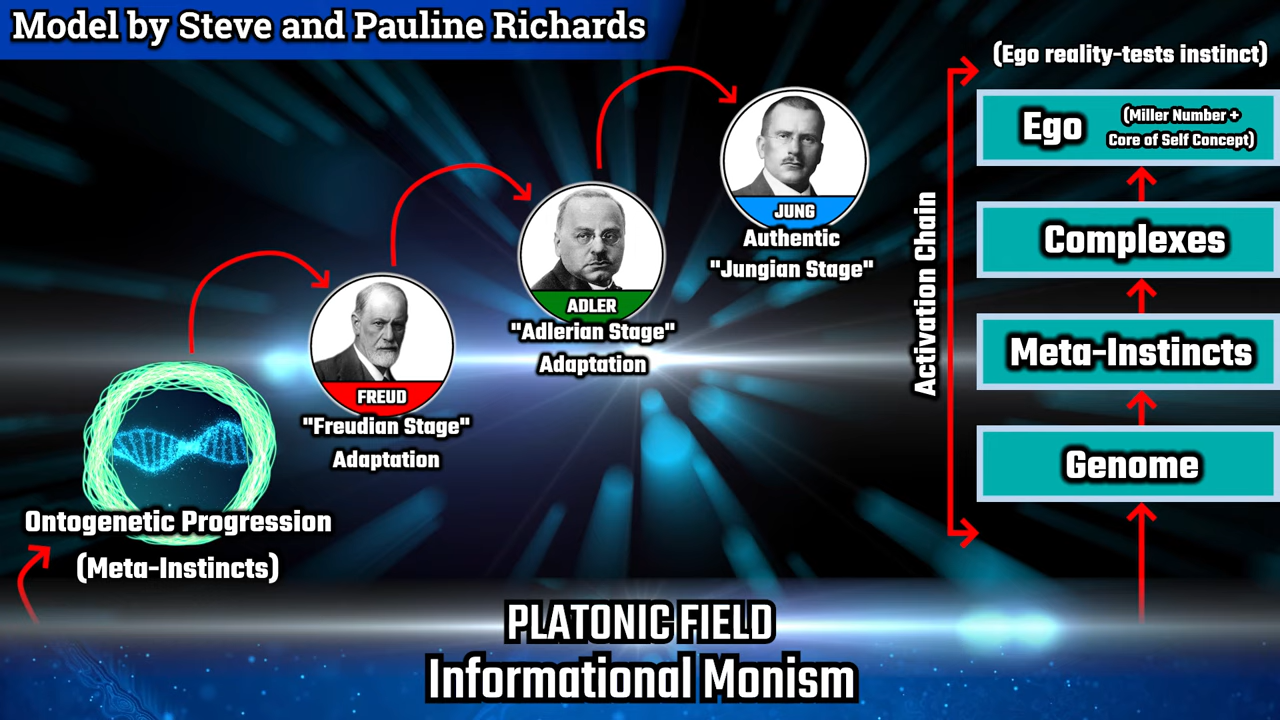 Model by Steve and Pauline Richards
(Ego reality-tests instinct)
Ego
(Miller Number +
Core of Self Concept)
Complexes
Meta-Instincts
Genome
Activation Chain
JUNG
Authentic
"Jungian Stage"
ADLER
"Adlerian Stage"
Adaptation
FREUD
"Freudian Stage"
Adaptation
Ontogenetic Progression
(Meta-Instincts)
PLATONIC FIELD
Informational Monism